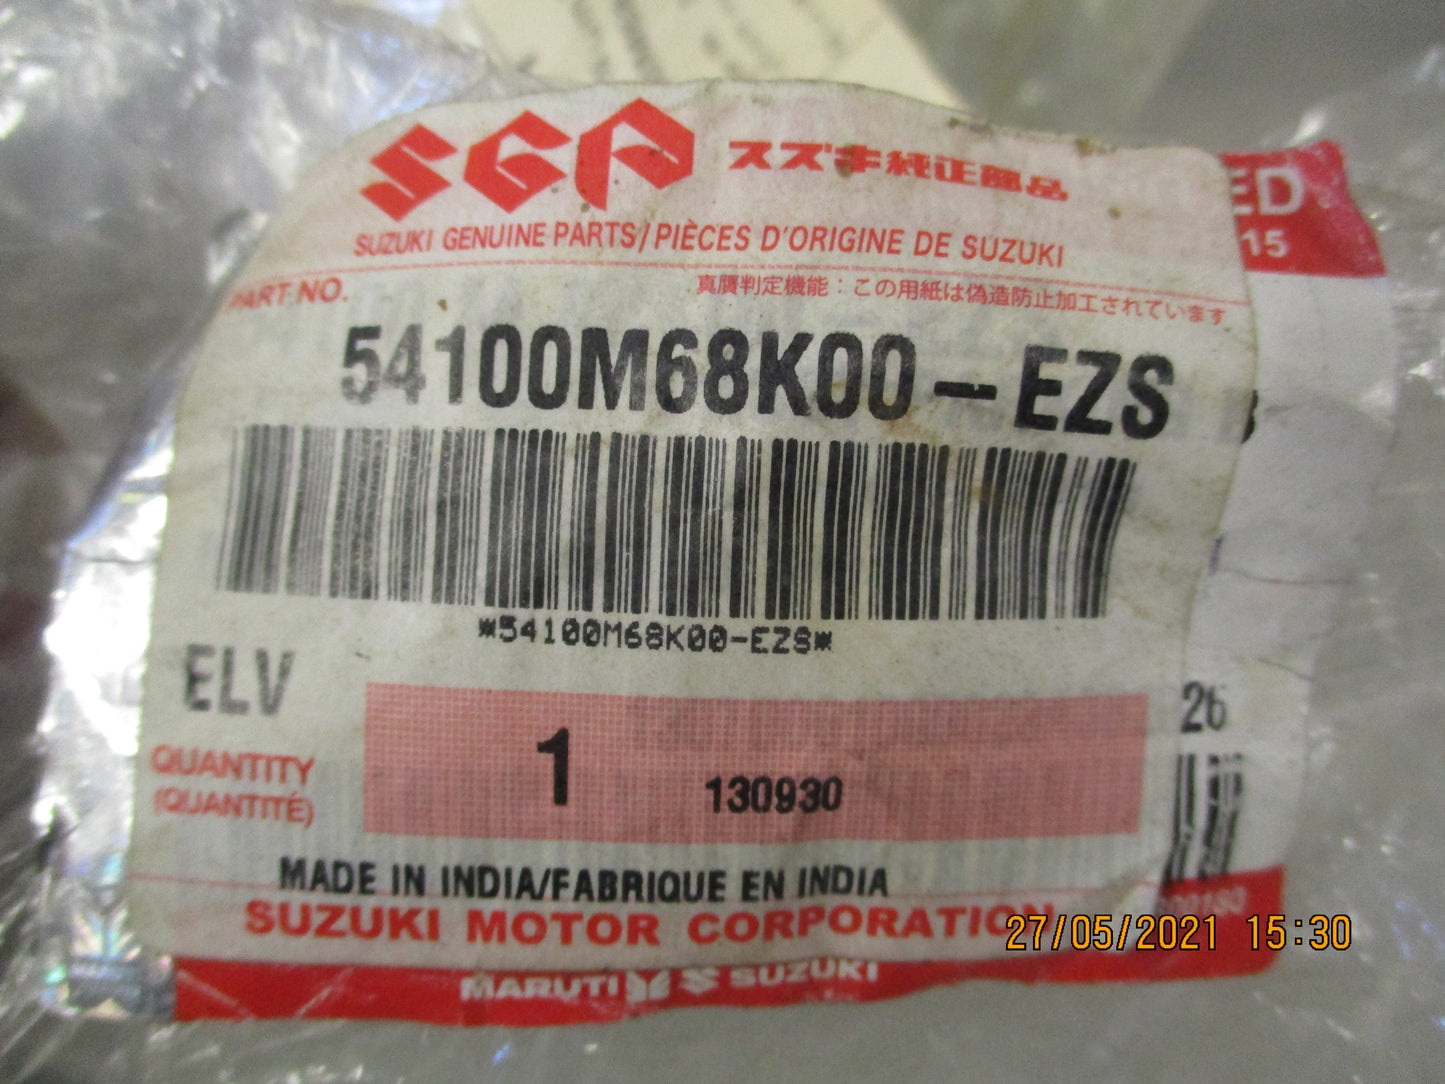 SGP スズキ純正部品
SUZUKI GENUINE PARTS/PIÈCES D'ORIGINE DE SUZUKI
PART NO.
真贋判定機能：この用紙は偽造防止加工されています
54100M68K00-EZS
*54100M68K00-EZS*
ELV
QUANTITY
(QUANTITÉ)
1
130930
MADE IN INDIA/FABRIQUE EN INDIA
SUZUKI MOTOR CORPORATION
MARUTI SUZUKI
ED
15
26
27/05/2021 15:30